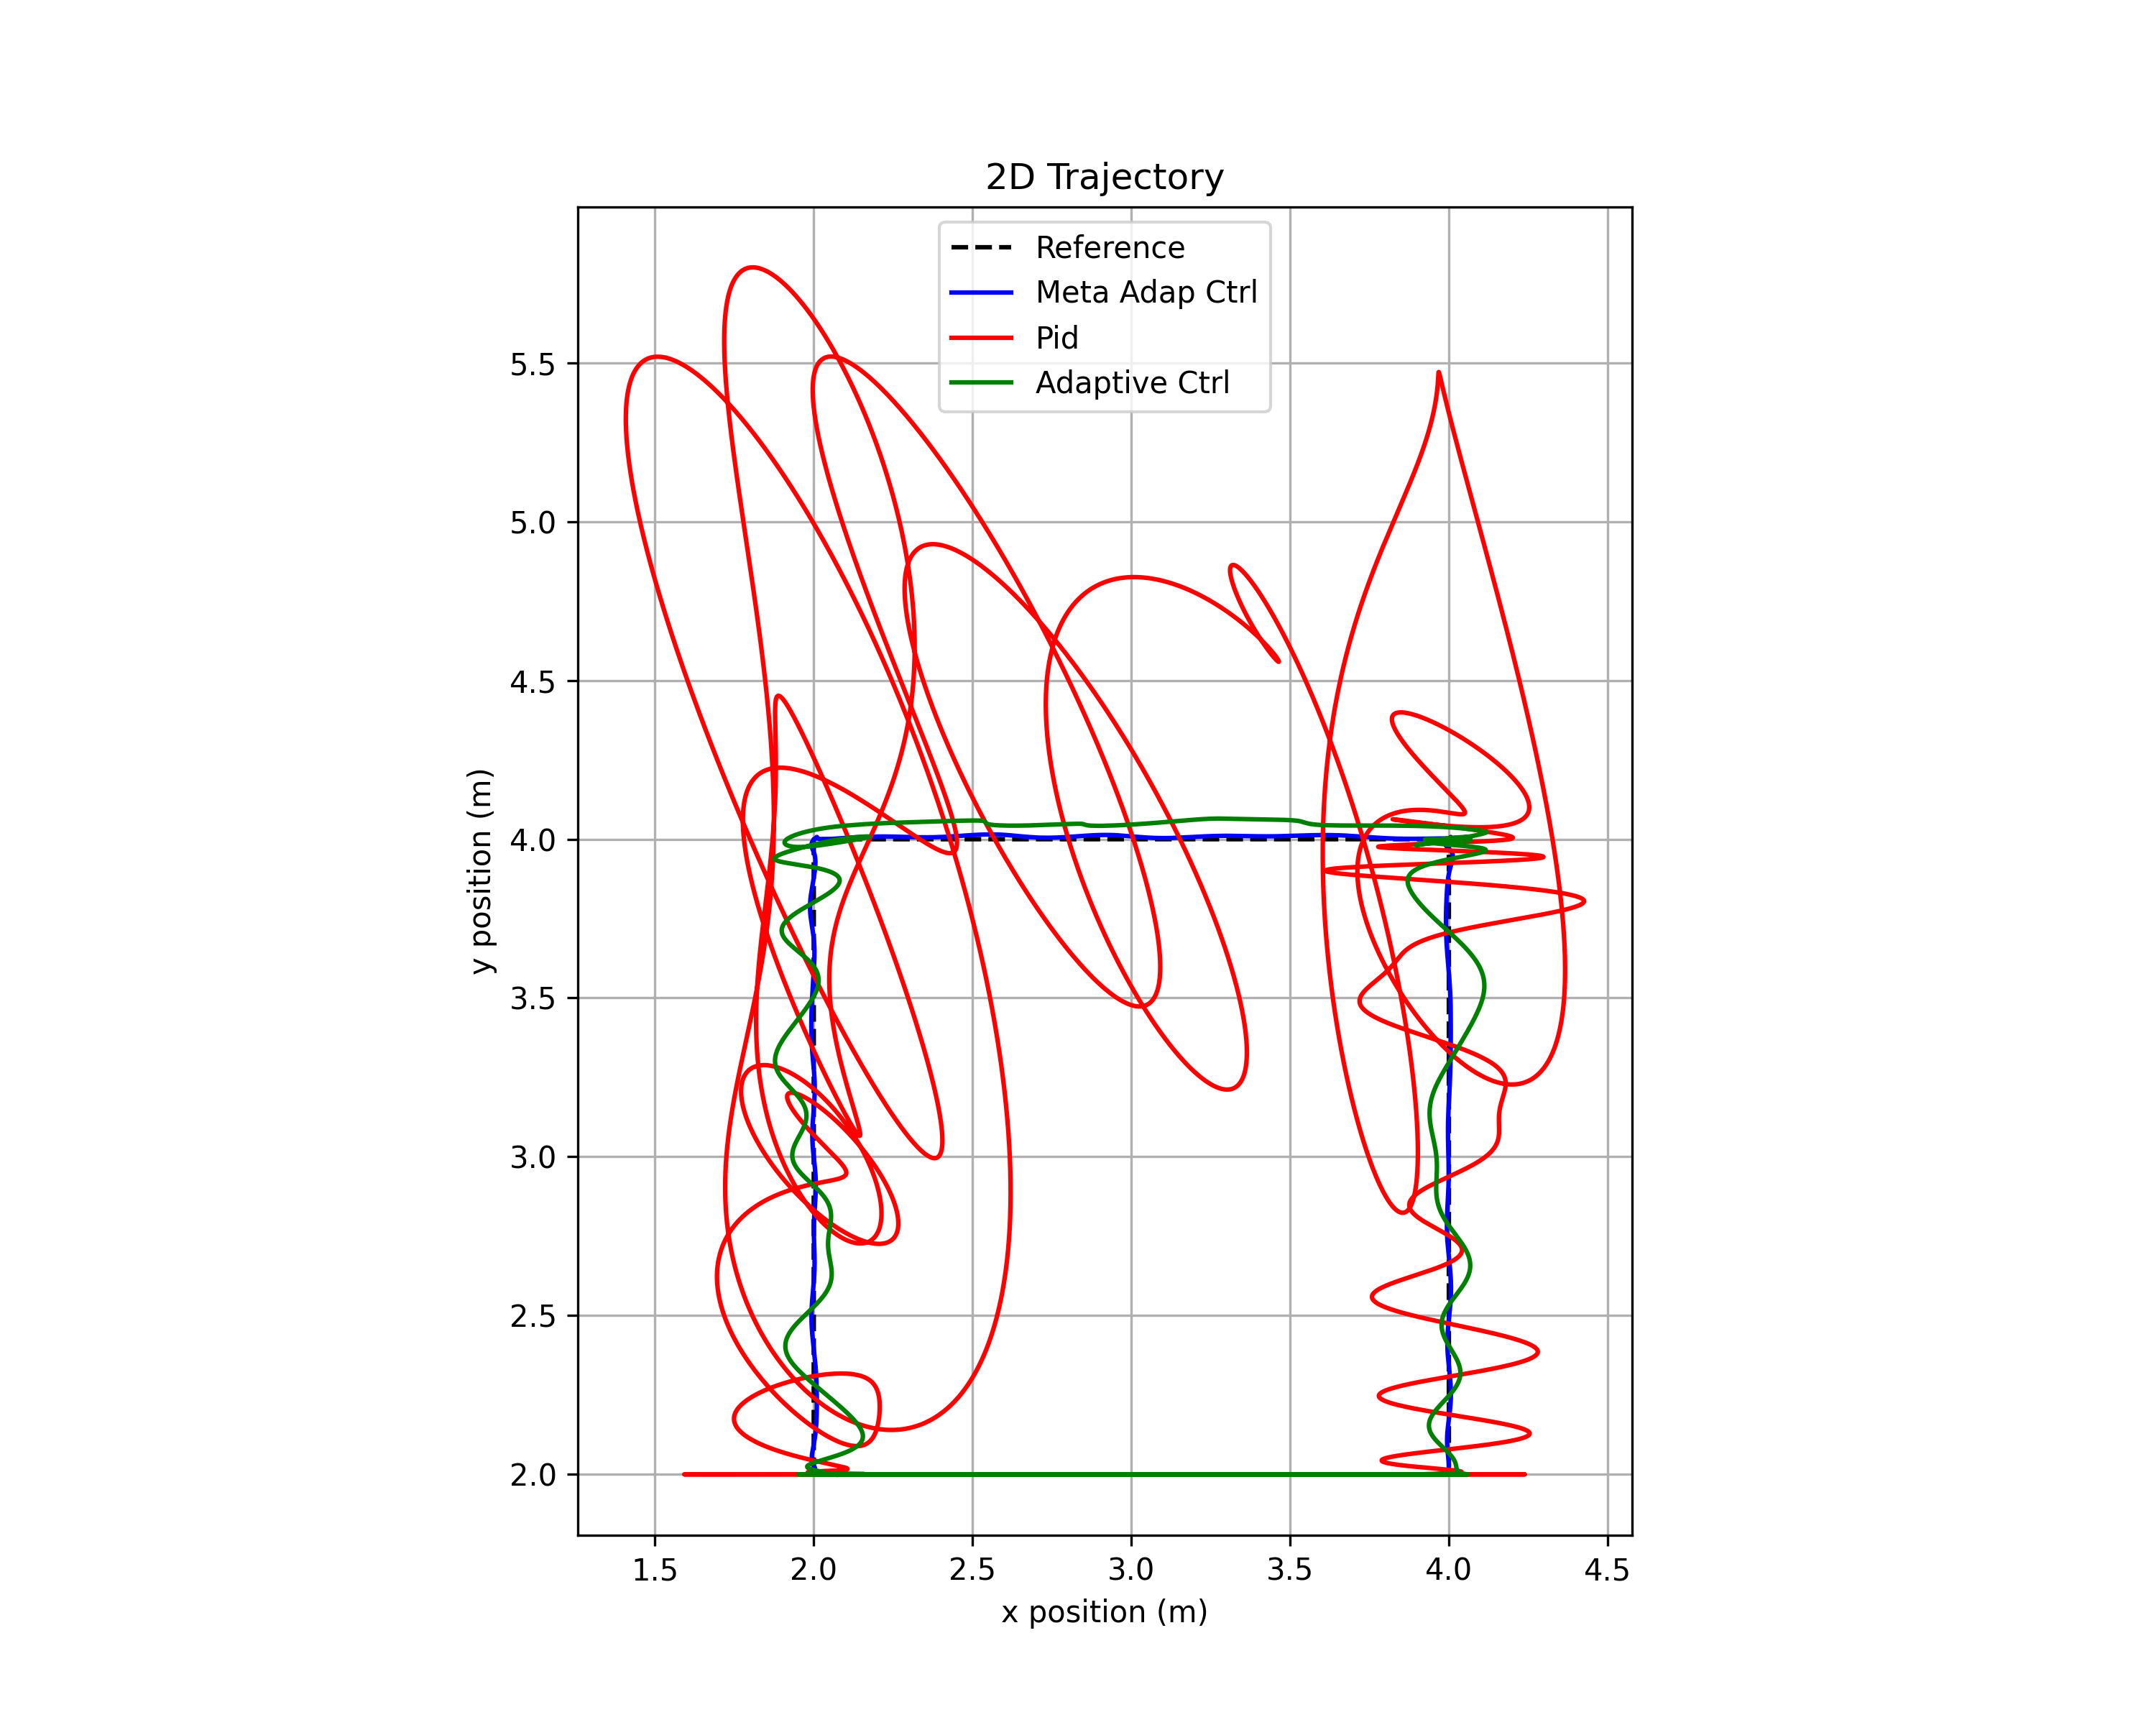 2D Trajectory
Reference
Meta Adap Ctrl
Pid
Adaptive Ctrl
5.5
5.0
4.5
4.0
3.5
3.0
2.5
2.0
y position (m)
1.5 2.0 2.5 3.0 3.5 4.0 4.5
x position (m)